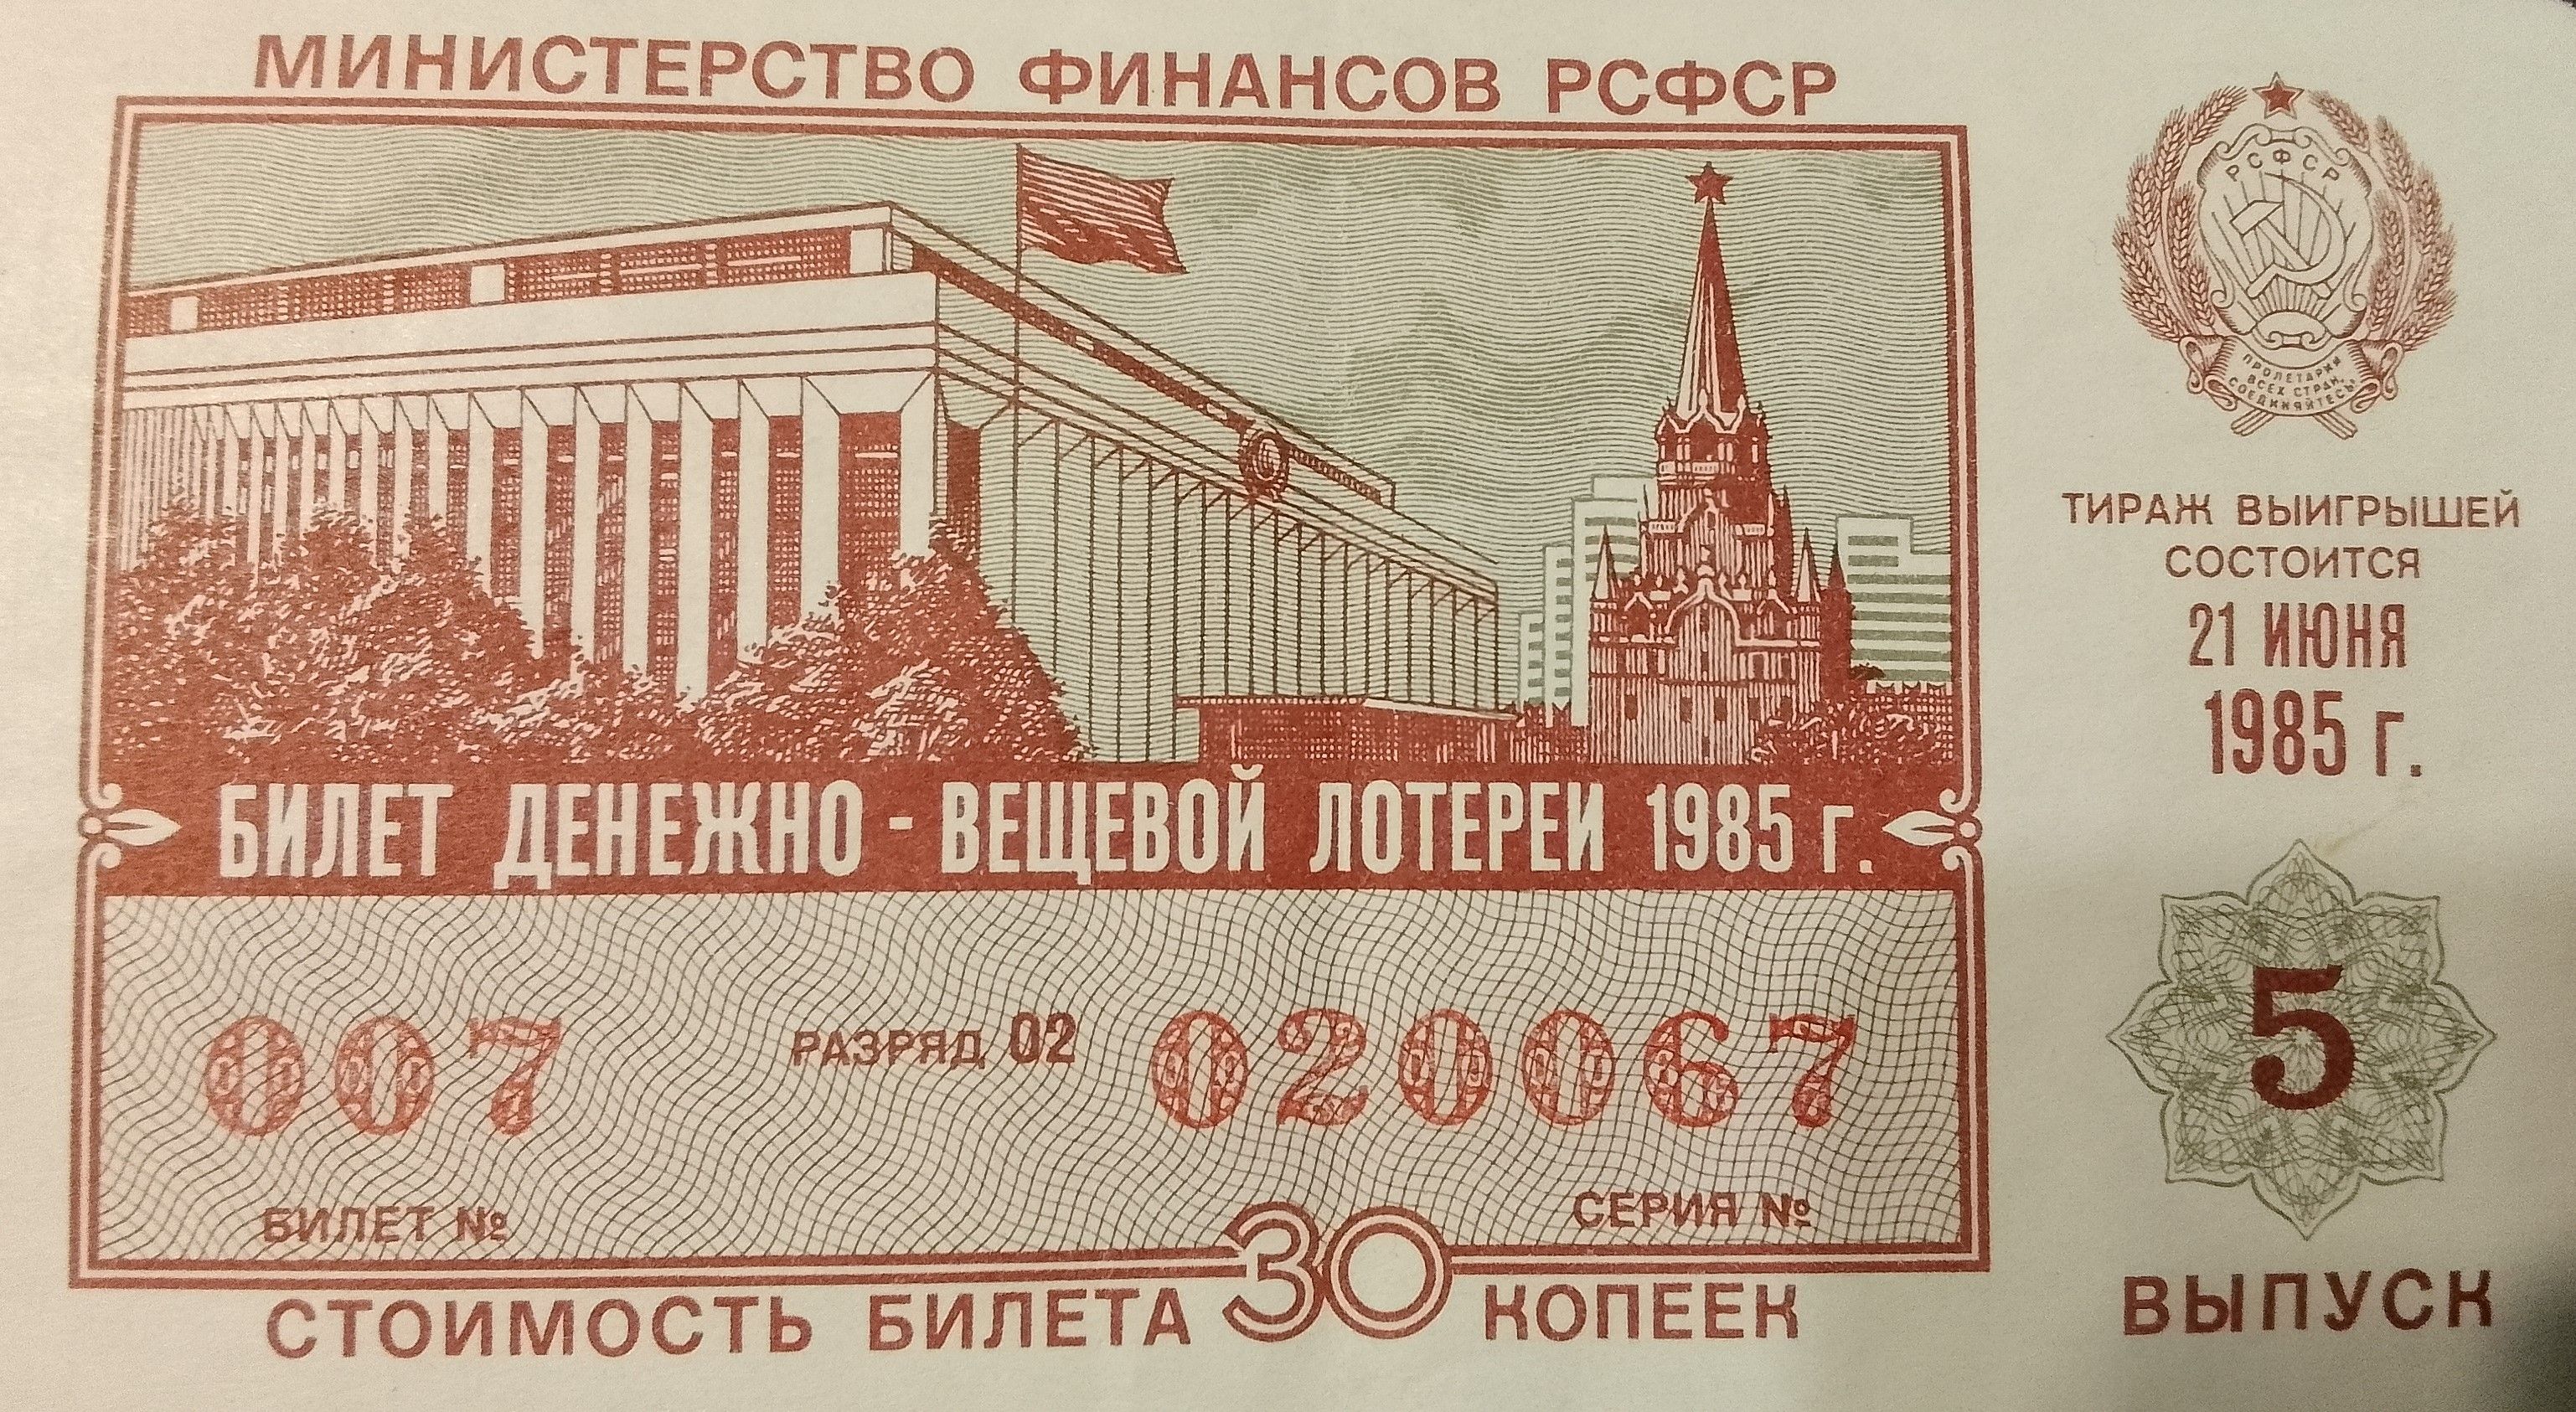 МИНИСТЕРСТВО ФИНАНСОВ РСФСР
РСФСР
ПРОЛЕТАРИИ
ВСЕХ СТРАН,
СОЕДИНЯЙТЕСЬ!
ТИРАЖ ВЫИГРЫШЕЙ
СОСТОИТСЯ
21 ИЮНЯ
1985 г.
БИЛЕТ ДЕНЕЖНО - ВЕЩЕВОЙ ЛОТЕРЕИ 1985 г.
007 РАЗРЯД 02 020067
БИЛЕТ № СЕРИЯ №
СТОИМОСТЬ БИЛЕТА 30 КОПЕЕК
5
ВЫПУСК